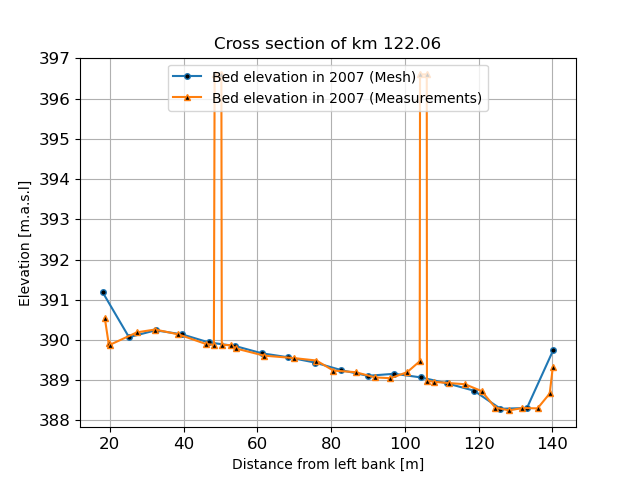 Cross section of km 122.06
Bed elevation in 2007 (Mesh)
Bed elevation in 2007 (Measurements)
Elevation [m.a.s.l]
397
396
395
394
393
392
391
390
389
388
20 40 60 80 100 120 140
Distance from left bank [m]